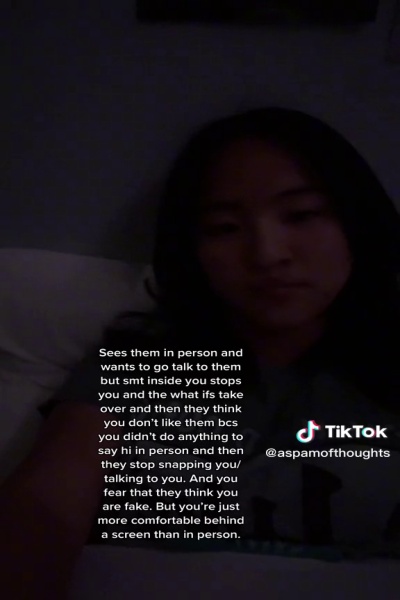 Sees them in person and
wants to go talk to them
but smt inside you stops
you and the what ifs take
over and then they think
you don't like them bcs
you didn't do anything to
say hi in person and then
they stop snapping you/
talking to you. And you
fear that they think you
are fake. But you're just
more comfortable behind
a screen than in person.
TikTok
@aspamofthoughts